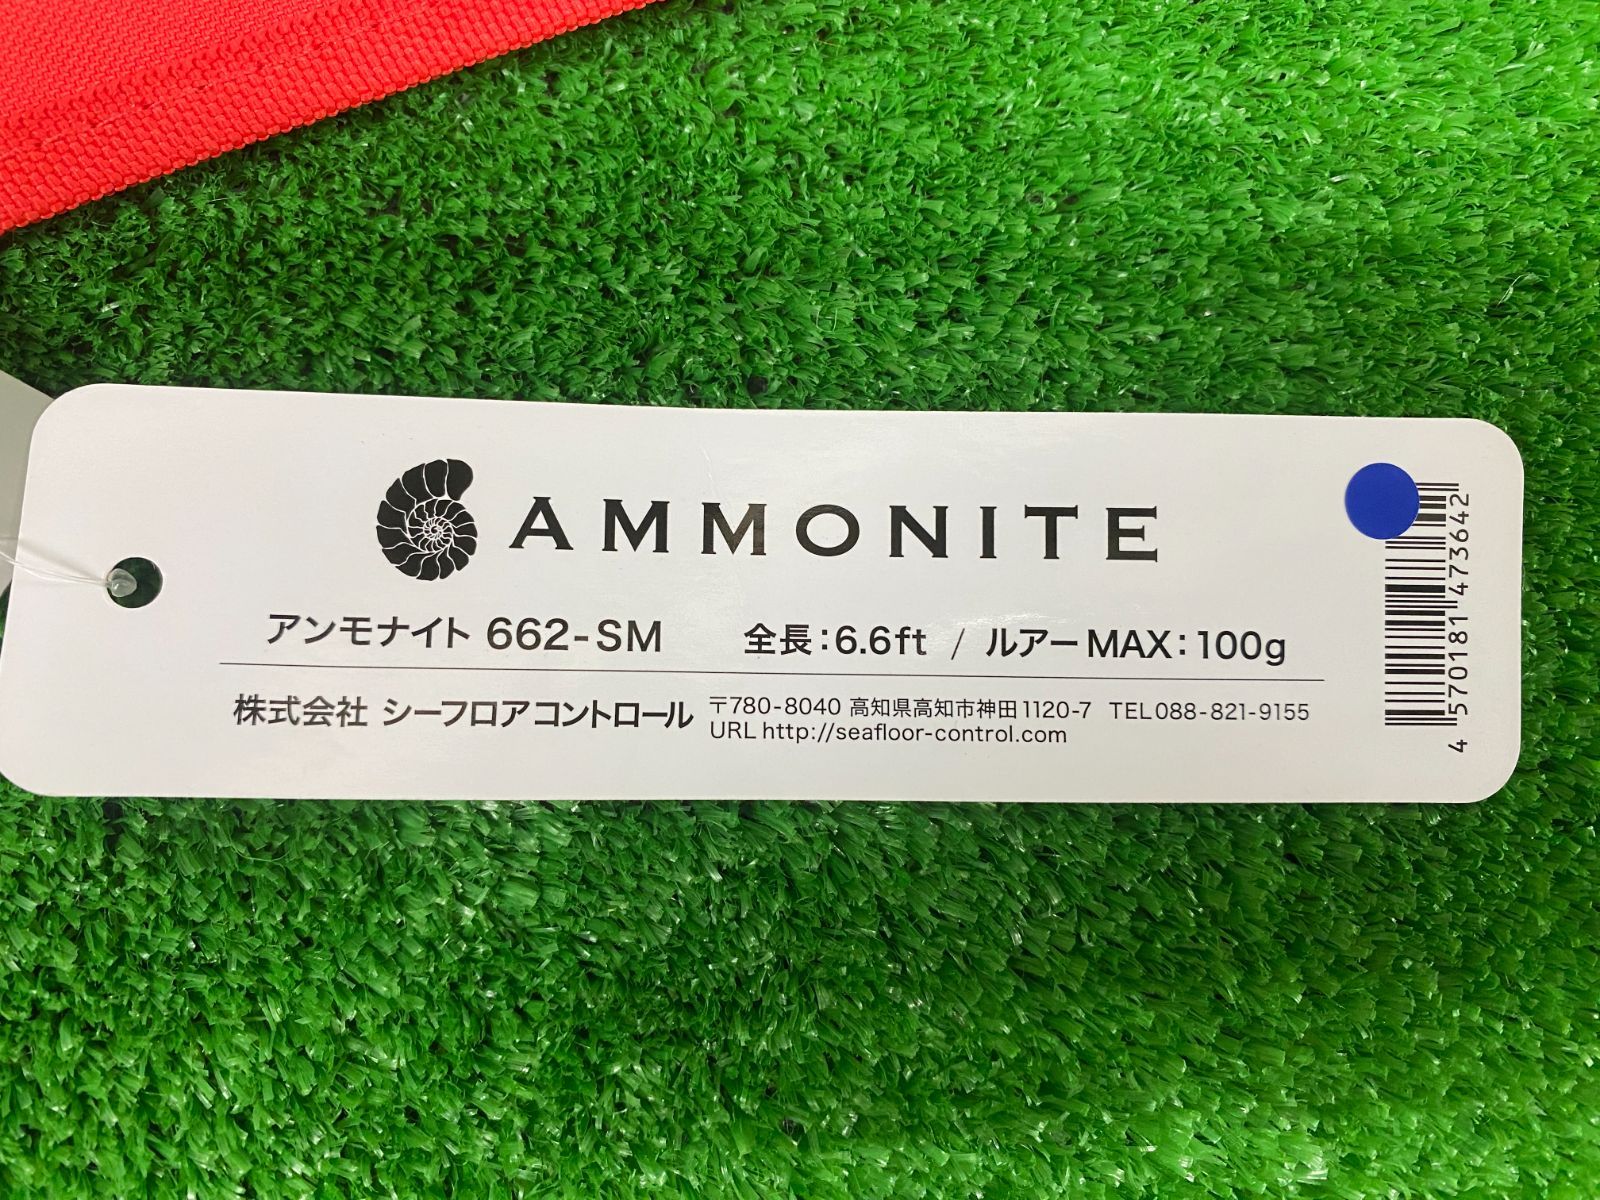 AMMONITE
アンモナイト 662-SM 全長:6.6ft / ルアーMAX:100g
株式会社 シーフロアコントロール 〒780-8040 高知県高知市神田1120-7 TEL088-821-9155
URL http://seafloor-control.com
4 570181 473642